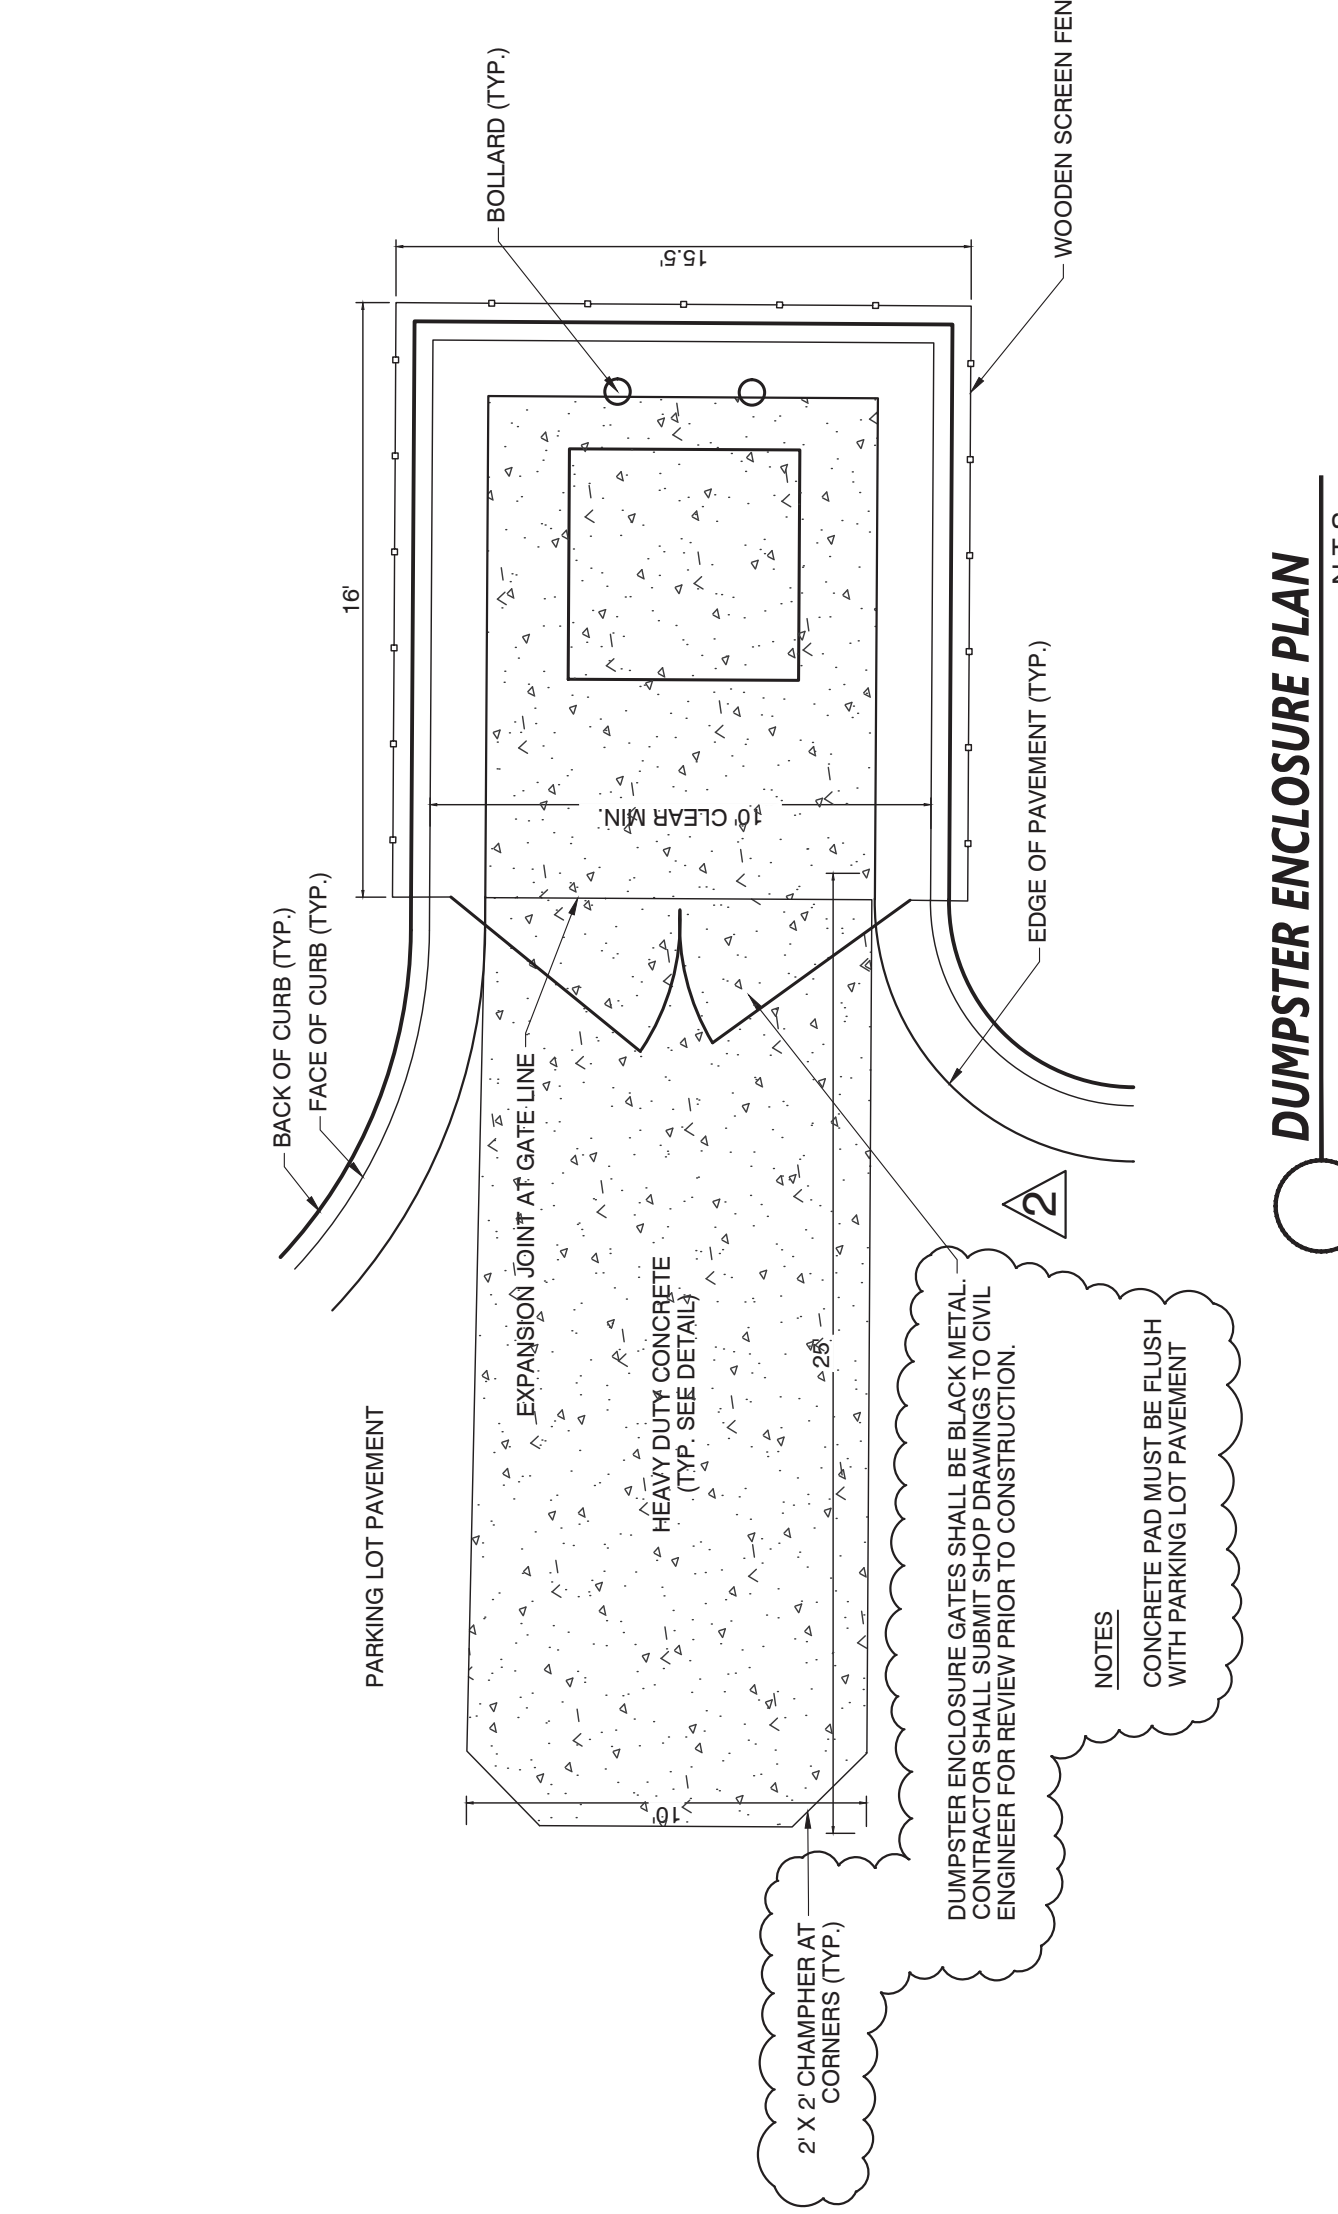 BACK OF CURB (TYP.)
FACE OF CURB (TYP.)
16'
BOLLARD (TYP.)
15.5'
WOODEN SCREEN FEN
10' CLEAR MIN.
EDGE OF PAVEMENT (TYP.)
PARKING LOT PAVEMENT
EXPANSION JOINT AT GATE LINE
HEAVY DUTY CONCRETE
(TYP. SEE DETAIL)
25'
10'
2' X 2' CHAMPHER AT
CORNERS (TYP.)
DUMPSTER ENCLOSURE GATES SHALL BE BLACK METAL.
CONTRACTOR SHALL SUBMIT SHOP DRAWINGS TO CIVIL
ENGINEER FOR REVIEW PRIOR TO CONSTRUCTION.
2
NOTES
CONCRETE PAD MUST BE FLUSH
WITH PARKING LOT PAVEMENT
DUMPSTER ENCLOSURE PLAN